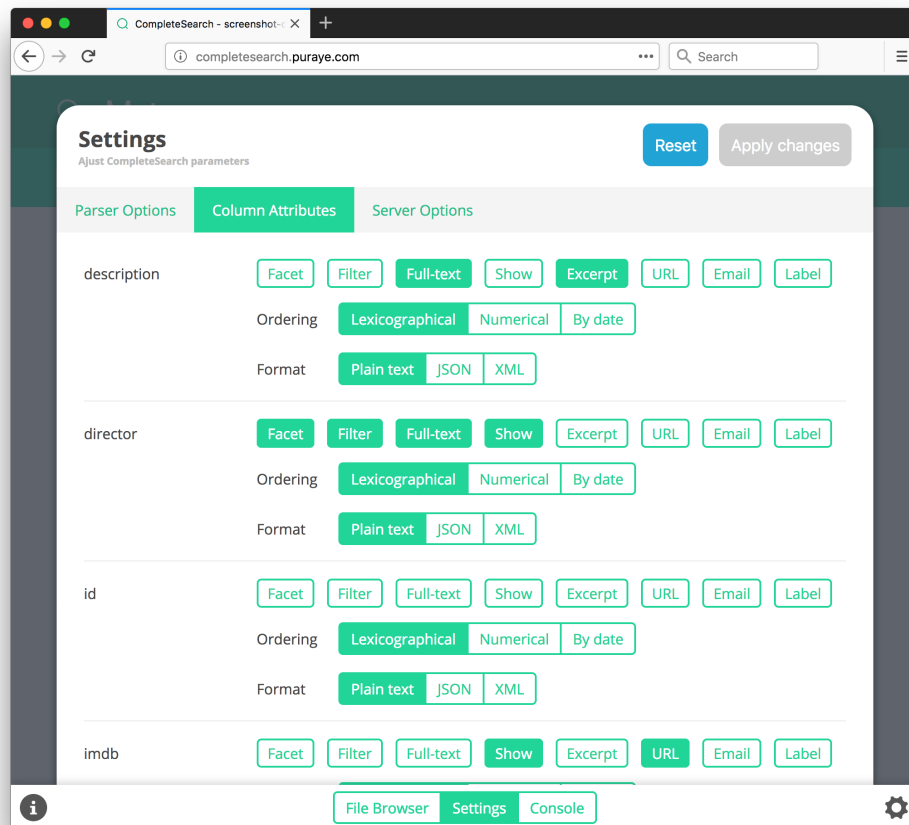 CompleteSearch - screenshot-
completesearch.puraye.com
Search
Settings
Ajust CompleteSearch parameters
Reset
Apply changes
Parser Options
Column Attributes
Server Options
description
Facet Filter Full-text Show Excerpt URL Email Label
Ordering Lexicographical Numerical By date
Format Plain text JSON XML
director
Facet Filter Full-text Show Excerpt URL Email Label
Ordering Lexicographical Numerical By date
Format Plain text JSON XML
id
Facet Filter Full-text Show Excerpt URL Email Label
Ordering Lexicographical Numerical By date
Format Plain text JSON XML
imdb
Facet Filter Full-text Show Excerpt URL Email Label
File Browser Settings Console